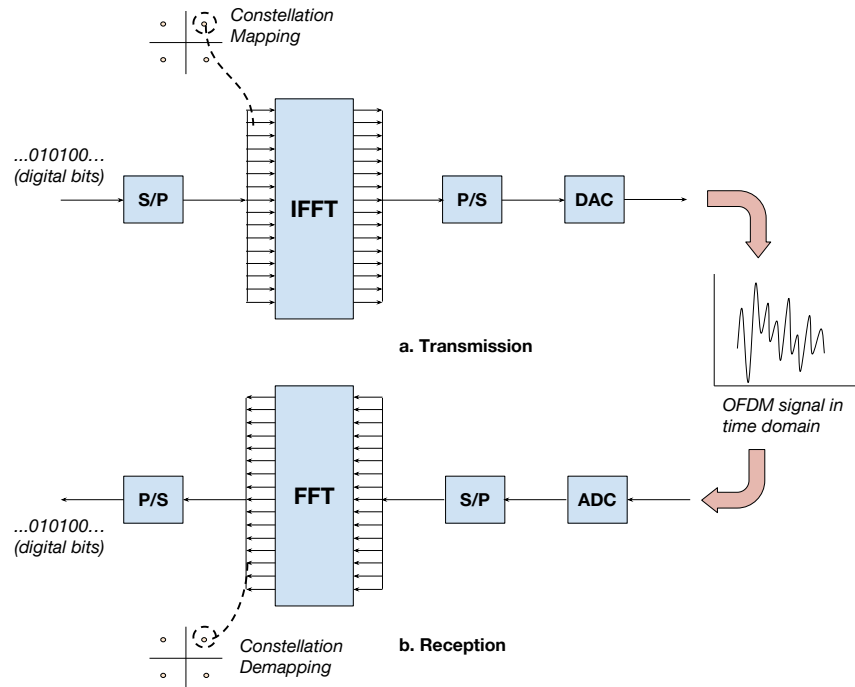 Constellation
Mapping
...010100...
(digital bits)
S/P
IFFT
P/S
DAC
a. Transmission
OFDM signal in
time domain
P/S
FFT
S/P
ADC
...010100...
(digital bits)
Constellation
Demapping
b. Reception